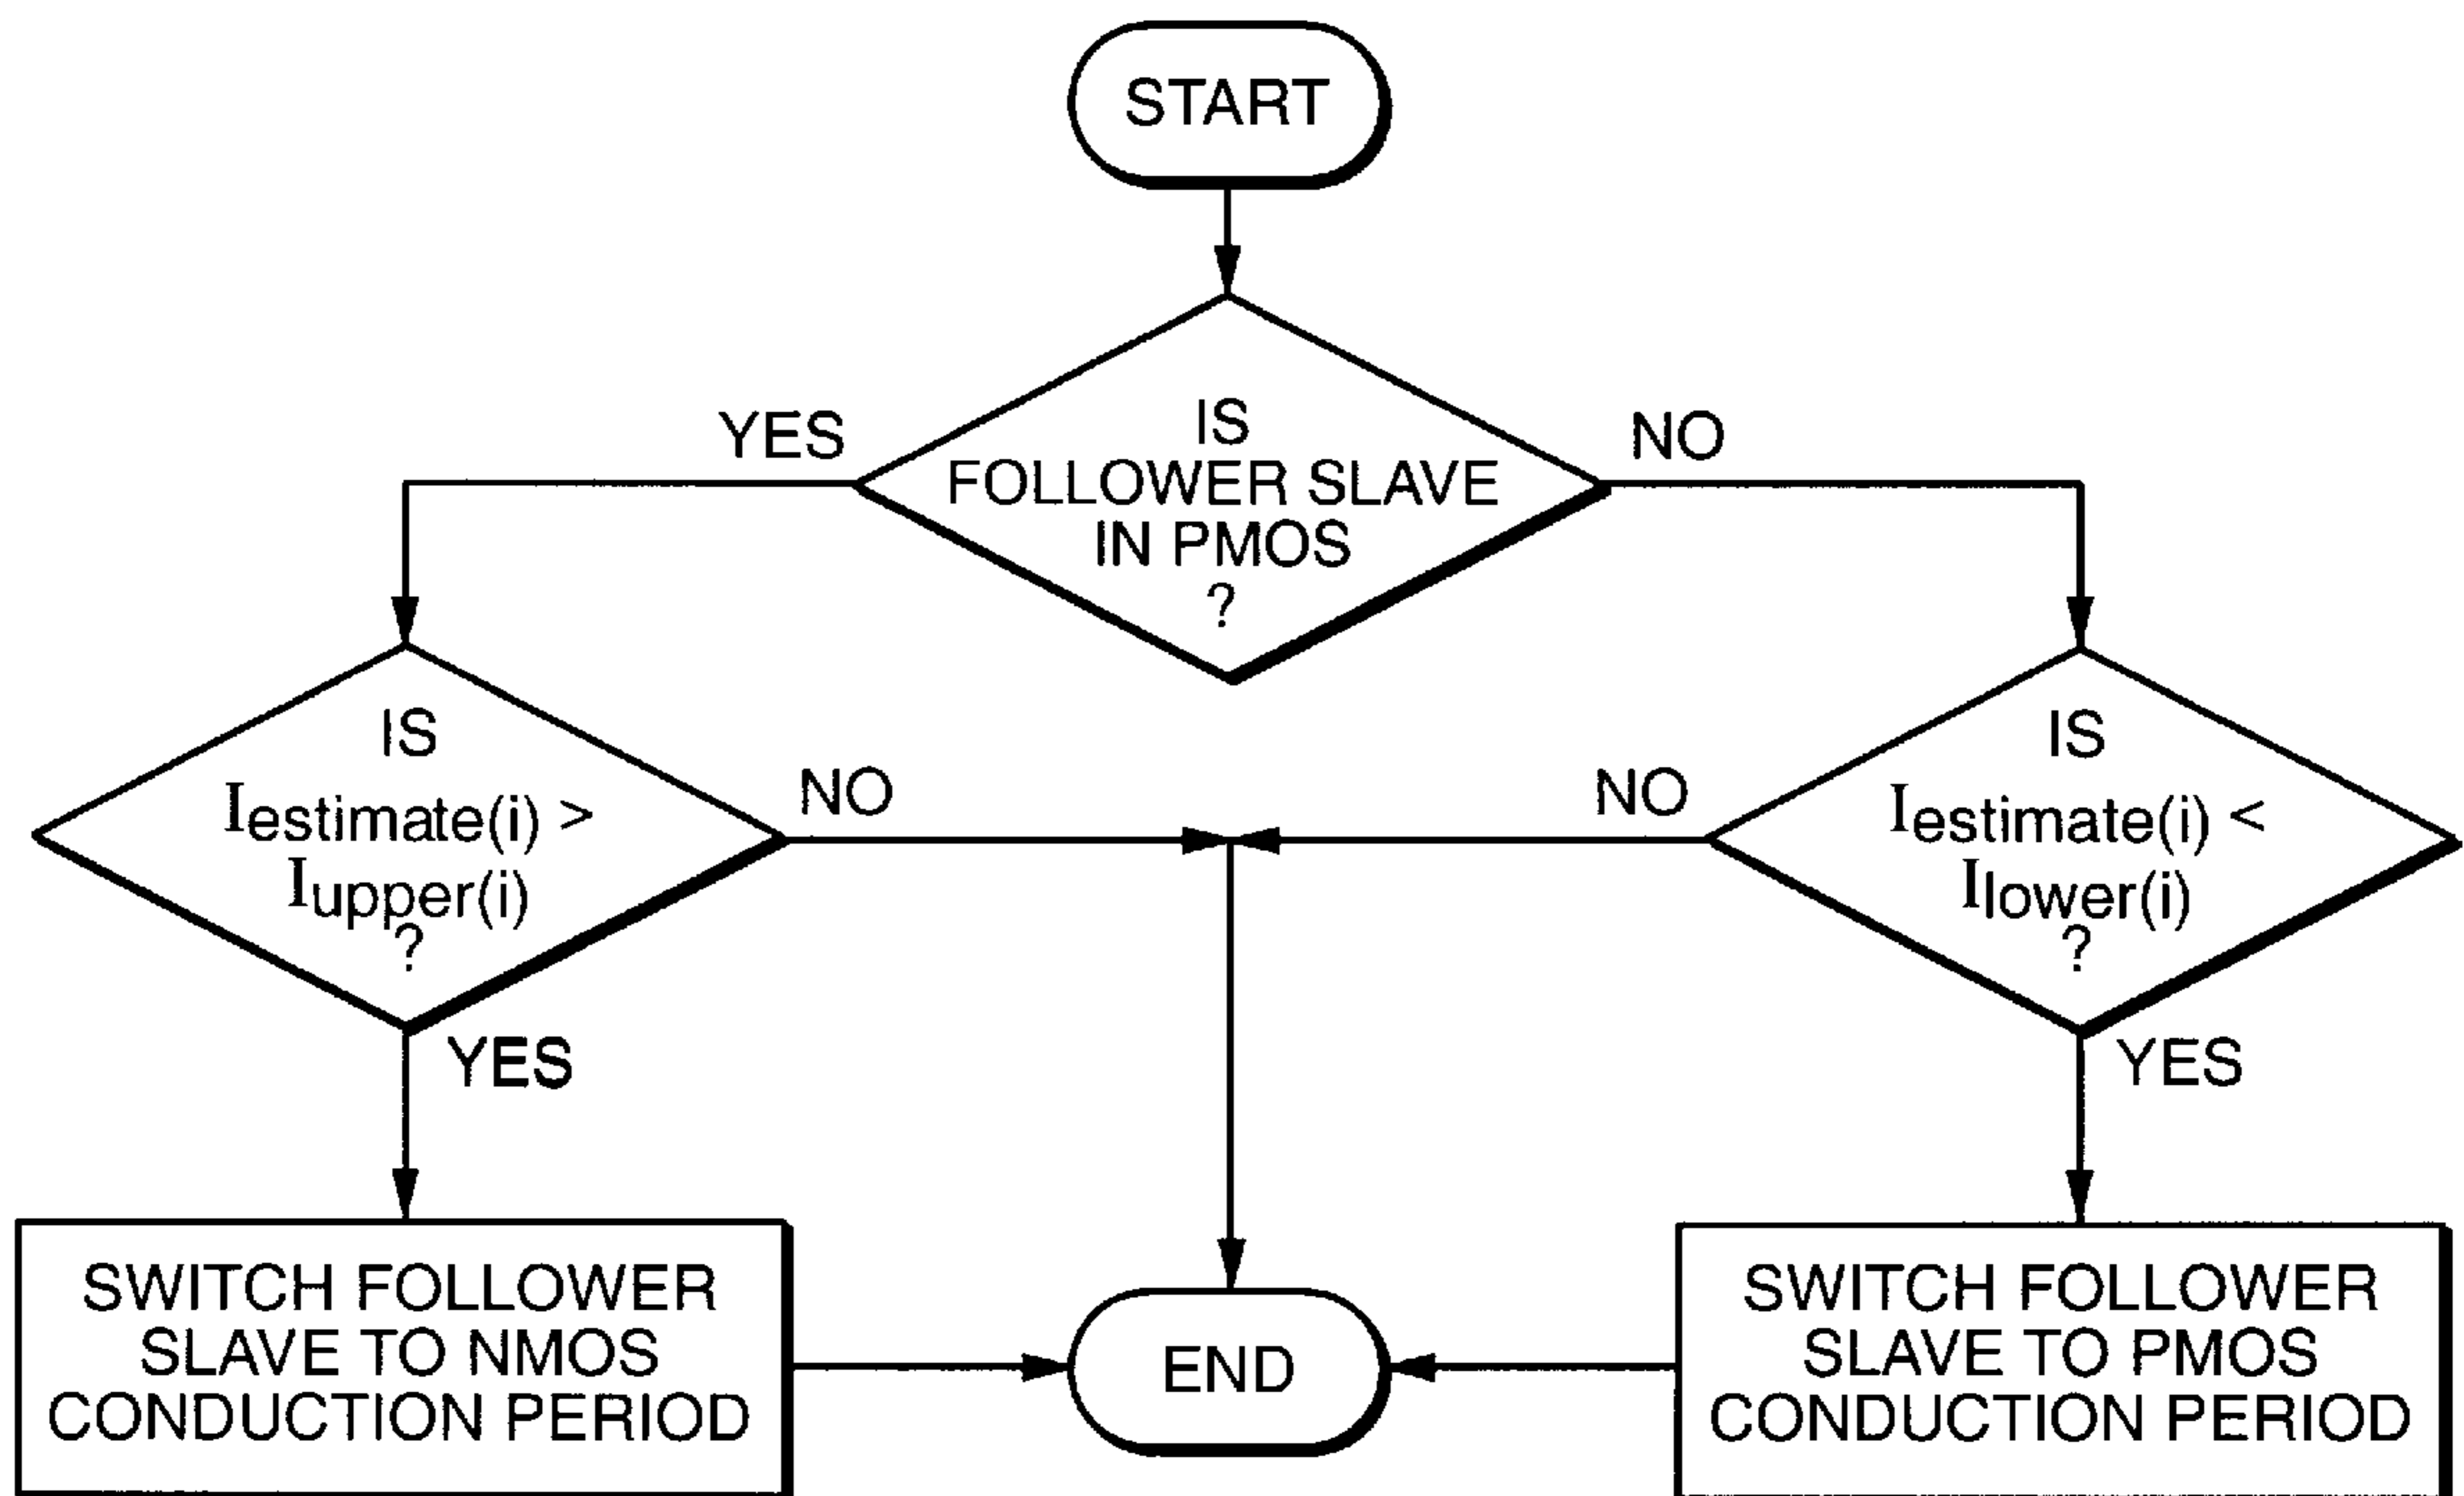 START
IS
FOLLOWER SLAVE
IN PMOS
?
YES
NO
IS
Iestimate(i) >
Iupper(i)
?
NO
YES
IS
Iestimate(i) <
Ilower(i)
?
NO
YES
SWITCH FOLLOWER
SLAVE TO NMOS
CONDUCTION PERIOD
END
SWITCH FOLLOWER
SLAVE TO PMOS
CONDUCTION PERIOD